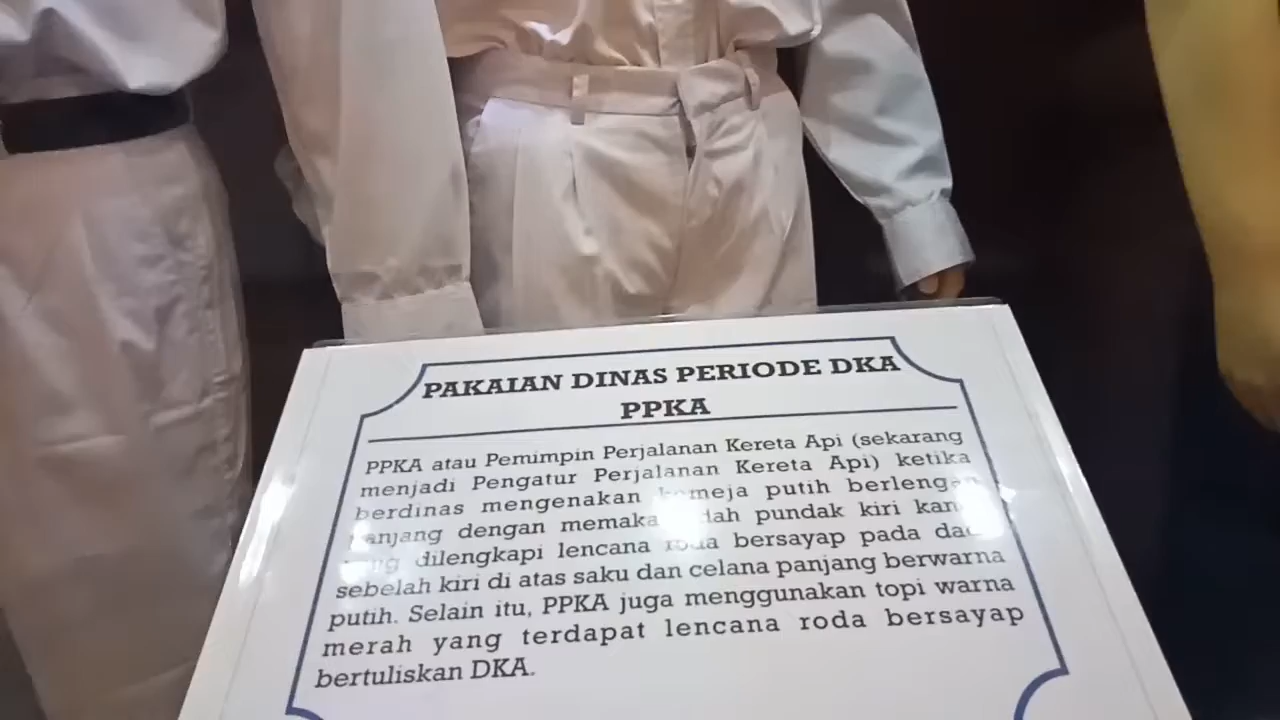 PAKAIAN DINAS PERIODE DKA
PPKA
PPKA atau Pemimpin Perjalanan Kereta Api (sekarang
menjadi Pengatur Perjalanan Kereta Api) ketika
berdinas mengenakan kemeja putih berlengan
panjang dengan pundak kiri
dilengkapi lencana roda bersayap pada
sebelah kiri di atas saku dan celana panjang berwarna
putih. Selain itu, PPKA juga menggunakan topi warna
merah yang terdapat lencana roda bersayap
bertuliskan DKA.